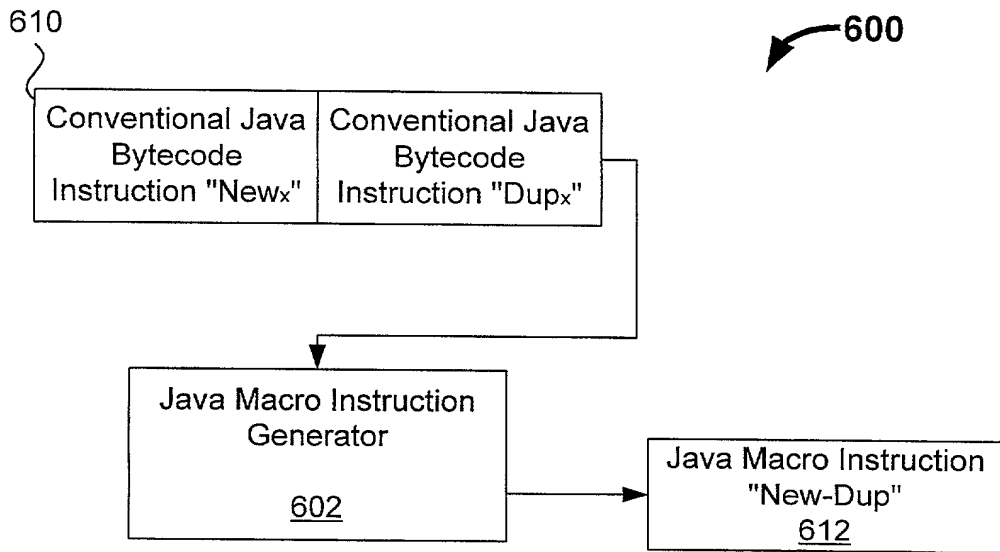 610
600
Conventional Java
Bytecode
Instruction "Newx"
Conventional Java
Bytecode
Instruction "Dupx"
Java Macro Instruction
Generator
602
Java Macro Instruction
"New-Dup"
612